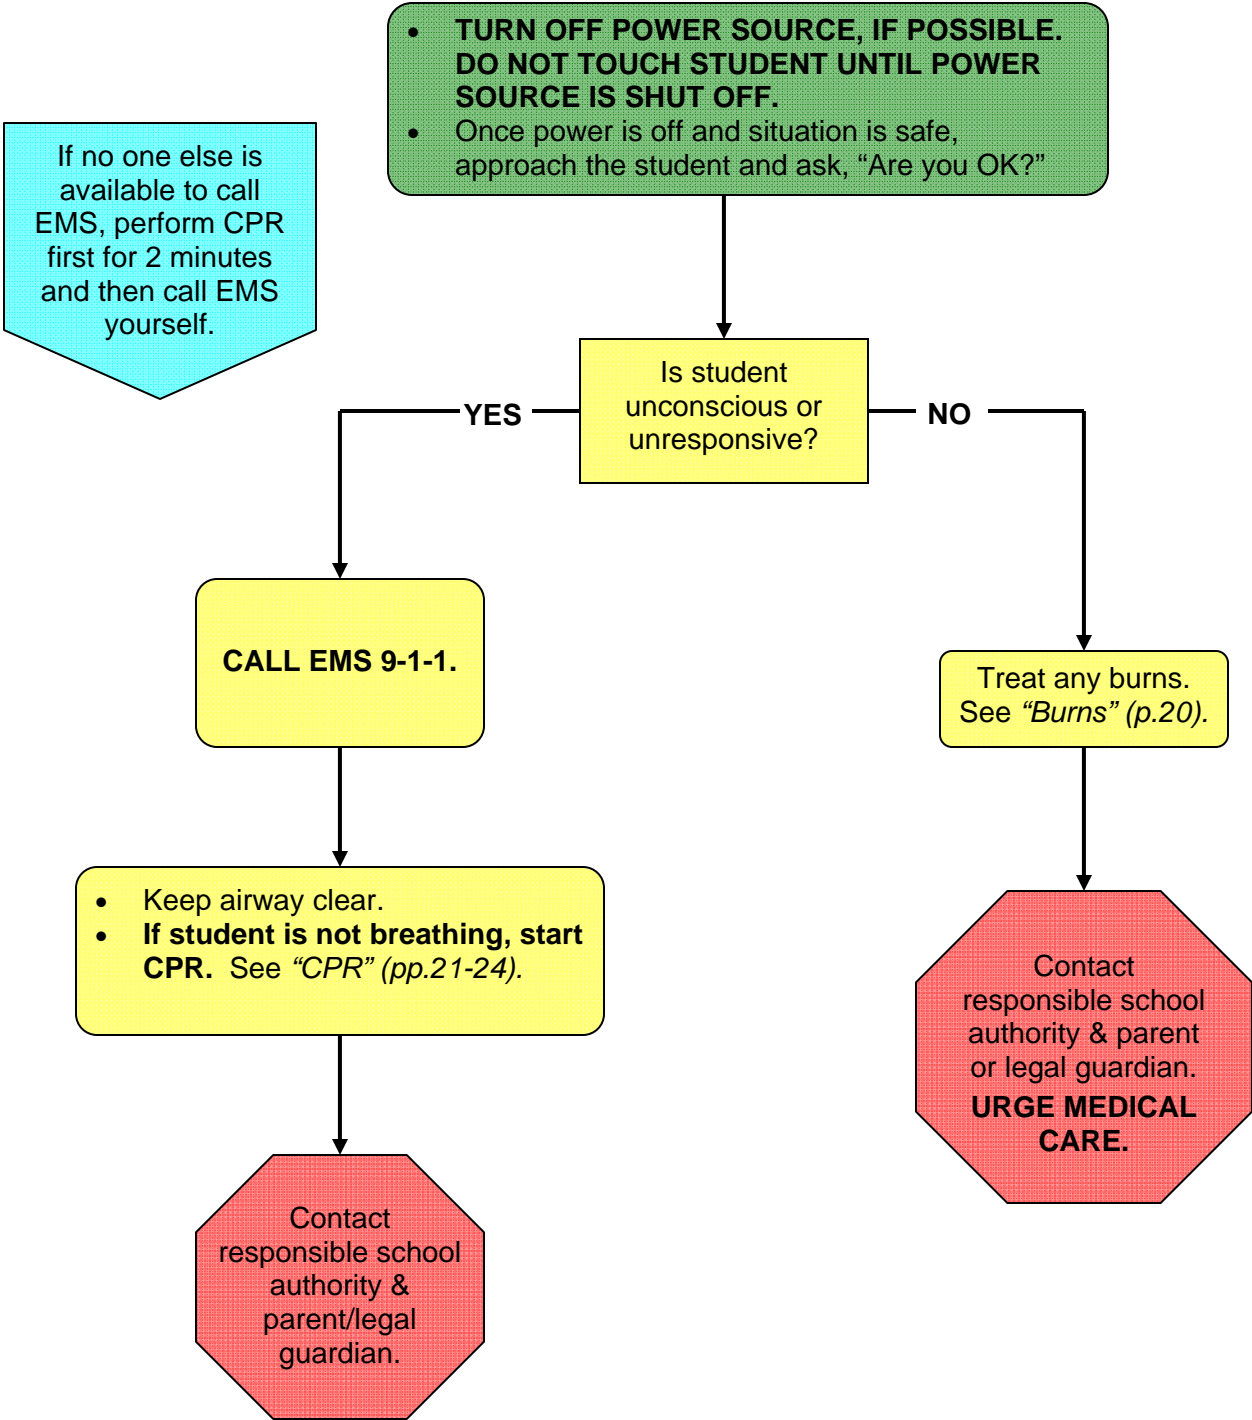 • TURN OFF POWER SOURCE, IF POSSIBLE.
DO NOT TOUCH STUDENT UNTIL POWER
SOURCE IS SHUT OFF.
• Once power is off and situation is safe,
approach the student and ask, “Are you OK?”
If no one else is
available to call
EMS, perform CPR
first for 2 minutes
and then call EMS
yourself.
Is student
unconscious or
unresponsive?
YES
NO
CALL EMS 9-1-1.
Treat any burns.
See “Burns” (p.20).
• Keep airway clear.
• If student is not breathing, start
CPR. See “CPR” (pp.21-24).
Contact
responsible school
authority & parent
or legal guardian.
URGE MEDICAL
CARE.
Contact
responsible school
authority &
parent/legal
guardian.